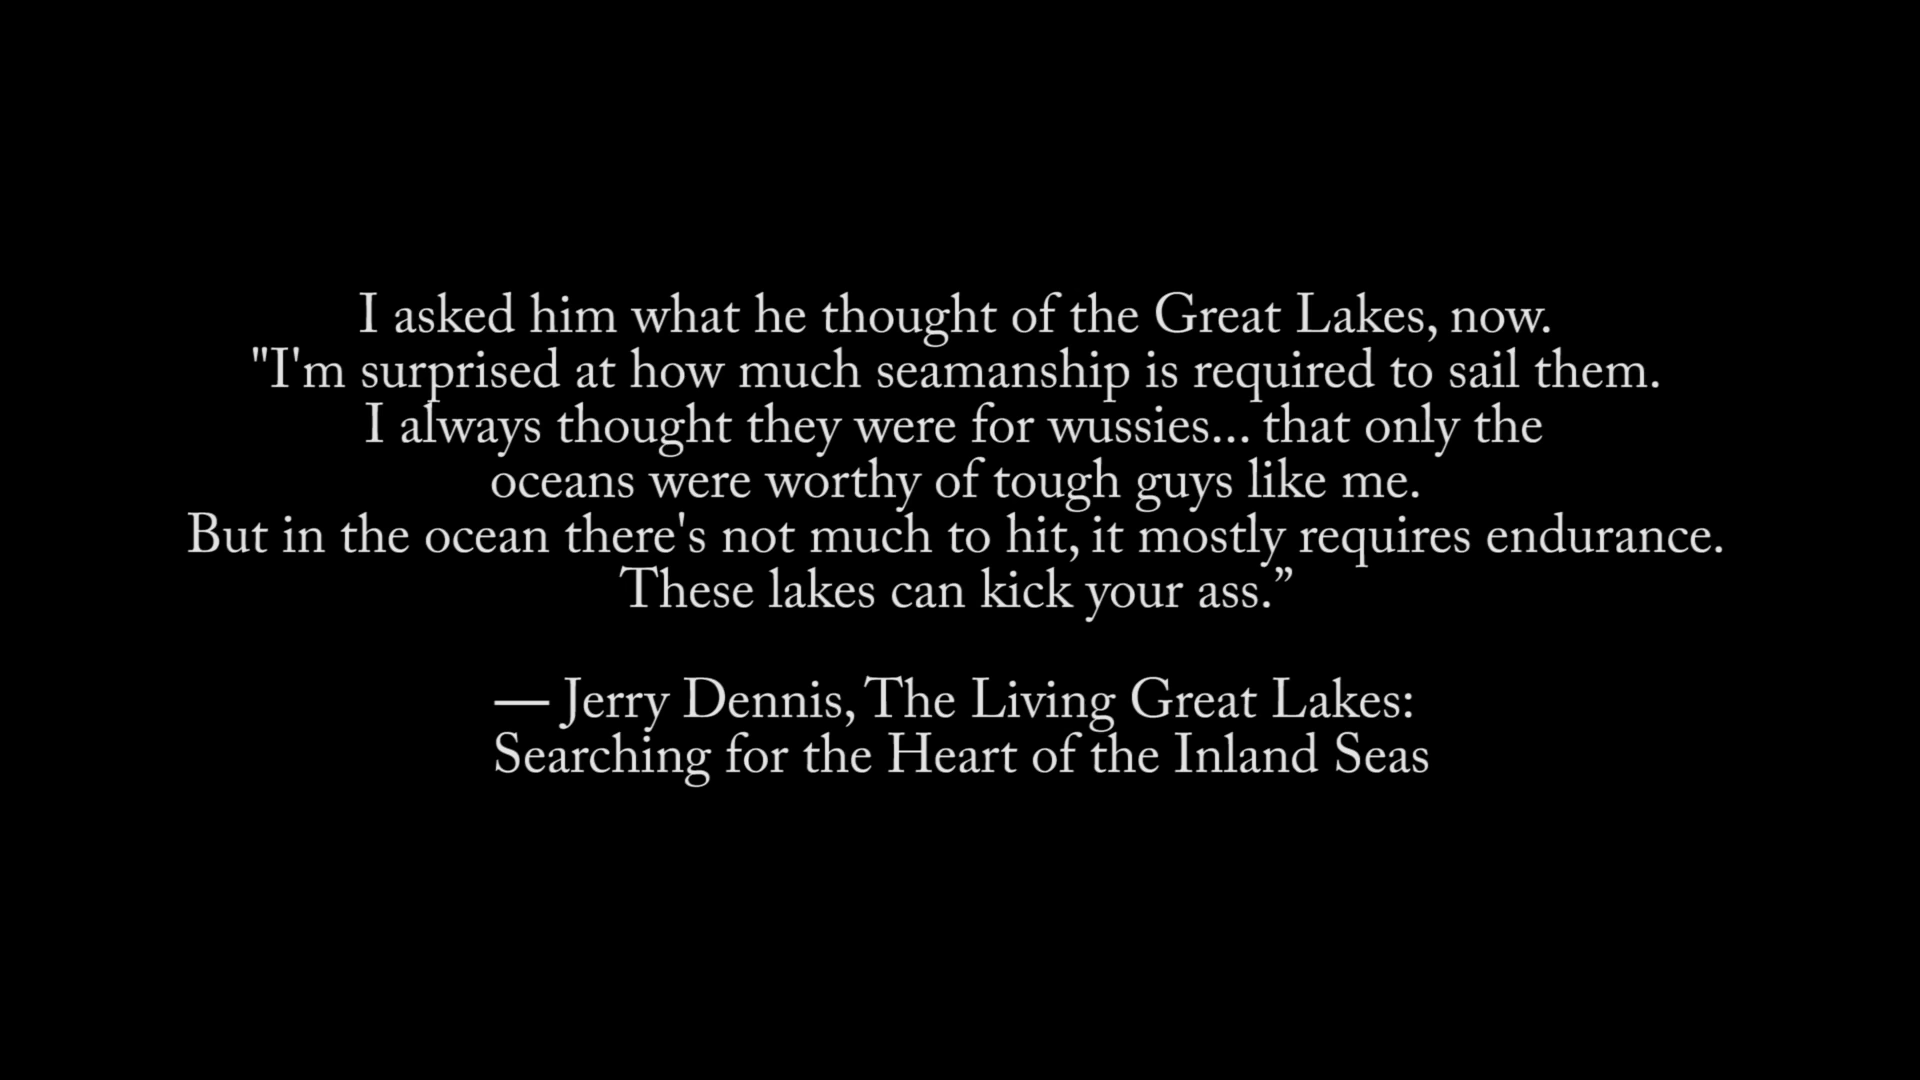 I asked him what he thought of the Great Lakes, now.
"I'm surprised at how much seamanship is required to sail them.
I always thought they were for wussies... that only the
oceans were worthy of tough guys like me.
But in the ocean there's not much to hit, it mostly requires endurance.
These lakes can kick your ass.”
— Jerry Dennis, The Living Great Lakes:
Searching for the Heart of the Inland Seas